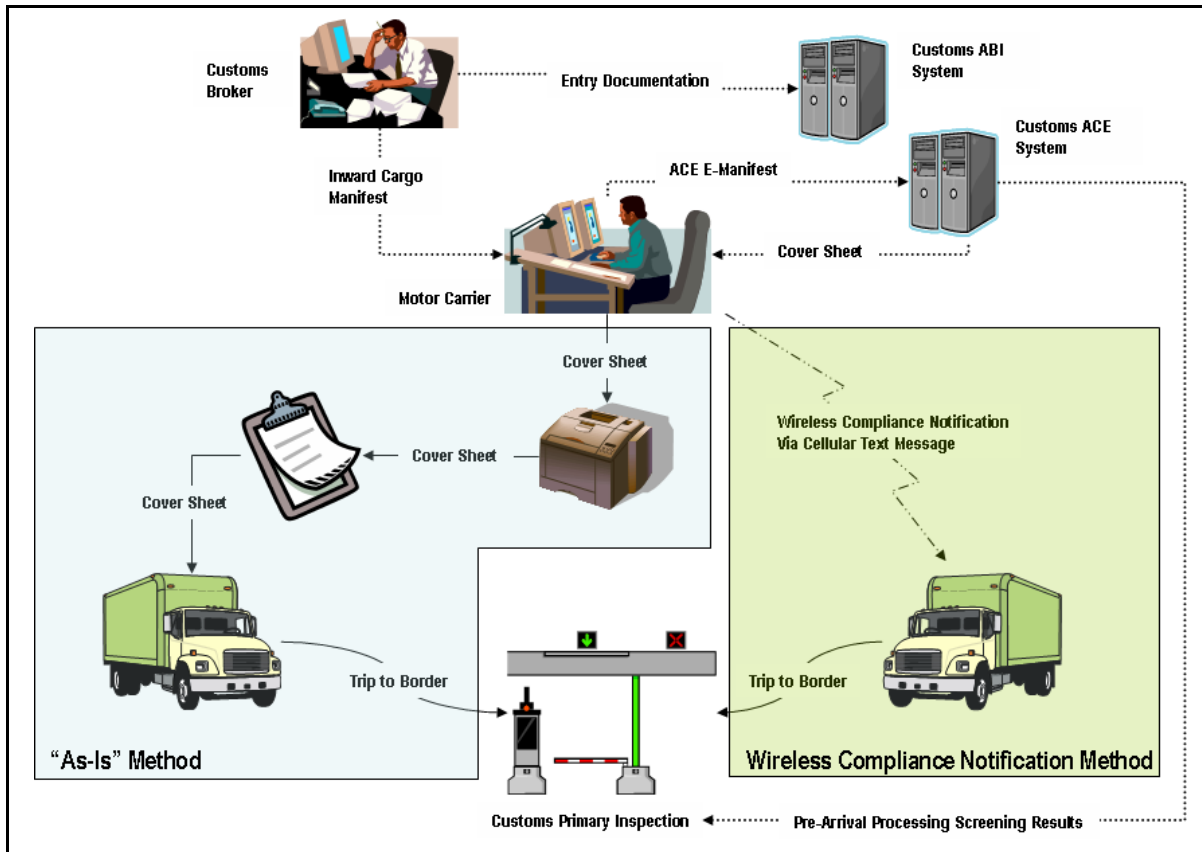 Customs
Broker
Entry Documentation
Customs ABI
System
Customs ACE
System
Inward Cargo
Manifest
ACE E-Manifest
Cover Sheet
Motor Carrier
Cover Sheet
Wireless Compliance Notification
Via Cellular Text Message
Cover Sheet
Cover Sheet
Trip to Border
Trip to Border
“As-Is” Method
Wireless Compliance Notification Method
Customs Primary Inspection
Pre-Arrival Processing Screening Results